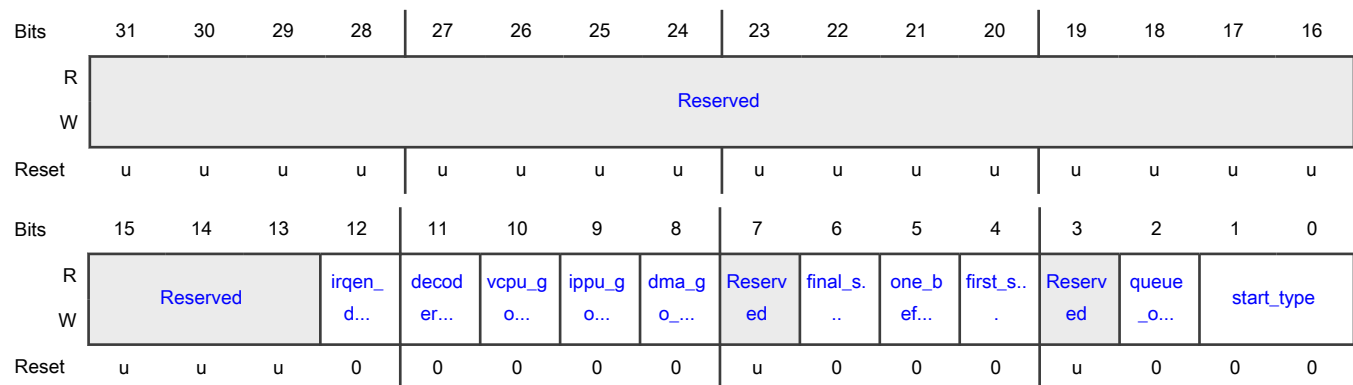 Bits 31 30 29 28 27 26 25 24 23 22 21 20 19 18 17 16
R
Reserved
W
Reset u u u u u u u u u u u u u u u u
Bits 15 14 13 12 11 10 9 8 7 6 5 4 3 2 1 0
R irqen_ decod vcpu_g ippu_g dma_g Reserv final_s. one_b first_s.. Reserv queue
Reserved start_type
W d... er... o... o... o_... ed .. ef... . ed _o...
Reset u u u 0 0 0 0 0 u 0 0 0 u 0 0 0